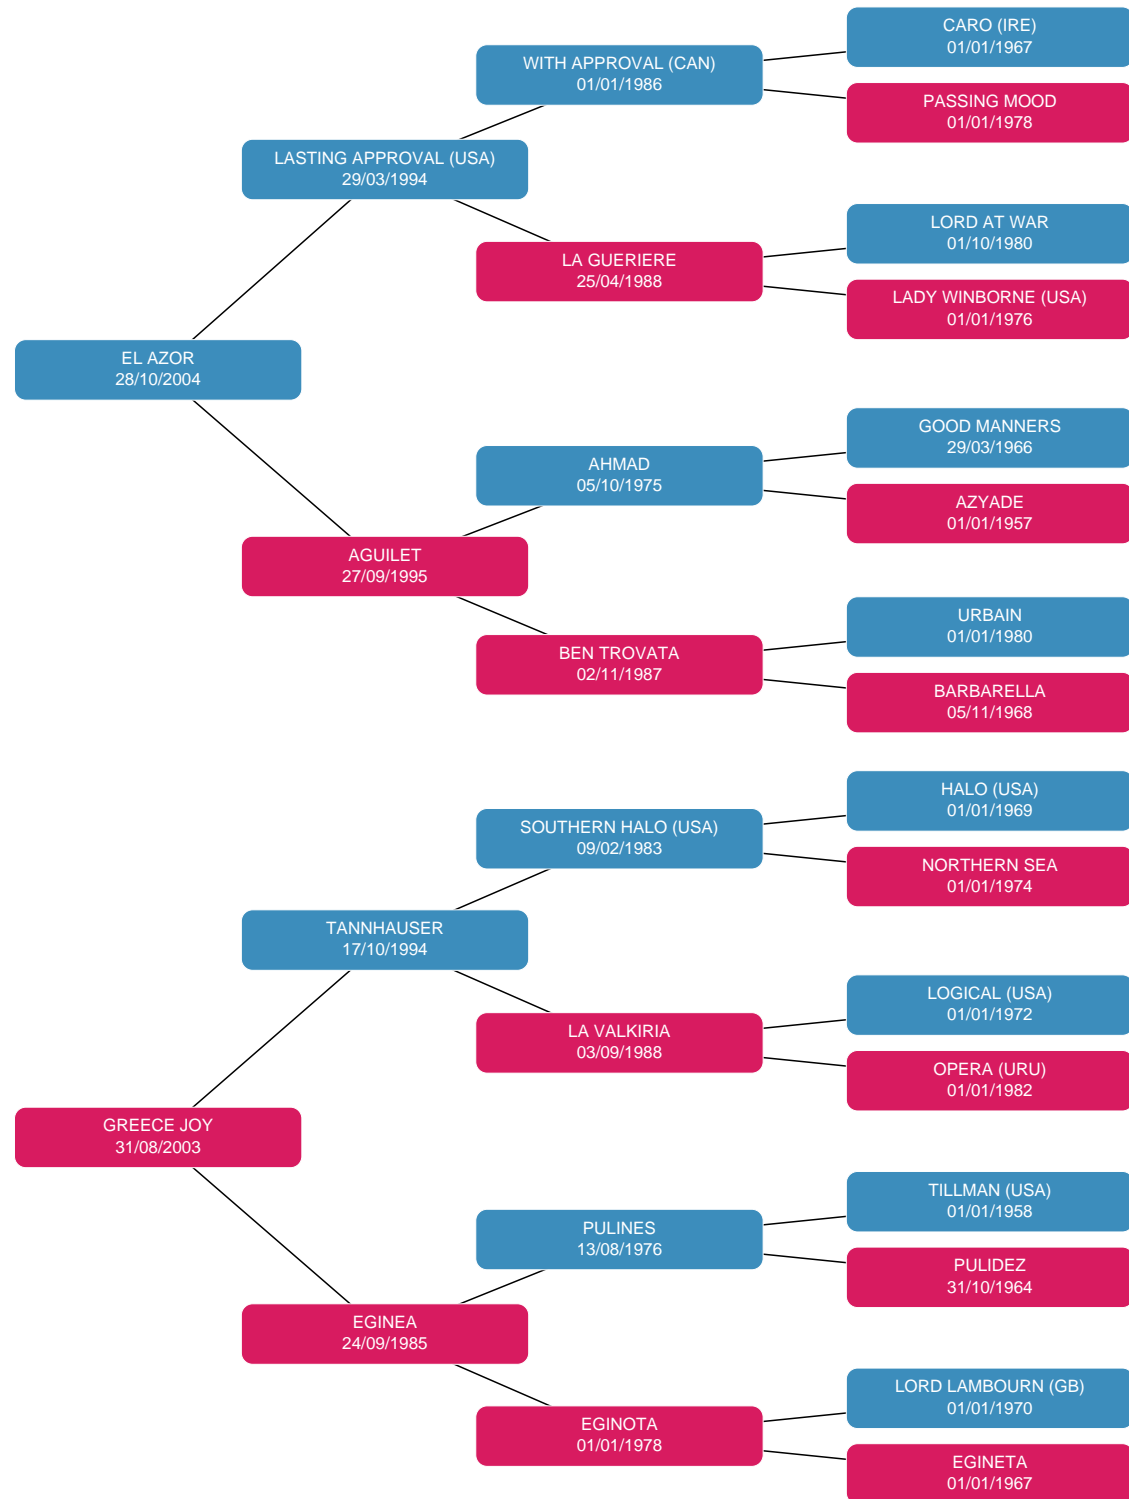 CARO (IRE)
01/01/1967
WITH APPROVAL (CAN)
01/01/1986
PASSING MOOD
01/01/1978
LASTING APPROVAL (USA)
29/03/1994
LORD AT WAR
01/10/1980
LA GUERIERE
25/04/1988
LADY WINBORNE (USA)
01/01/1976
EL AZOR
28/10/2004
GOOD MANNERS
29/03/1966
AHMAD
05/10/1975
AZYADE
01/01/1957
AGUILET
27/09/1995
URBAIN
01/01/1980
BEN TROVATA
02/11/1987
BARBARELLA
05/11/1968
HALO (USA)
01/01/1969
SOUTHERN HALO (USA)
09/02/1983
NORTHERN SEA
01/01/1974
TANNHAUSER
17/10/1994
LOGICAL (USA)
01/01/1972
LA VALKIRIA
03/09/1988
OPERA (URU)
01/01/1982
GREECE JOY
31/08/2003
TILLMAN (USA)
01/01/1958
PULINES
13/08/1976
PULIDEZ
31/10/1964
EGINEA
24/09/1985
LORD LAMBOURN (GB)
01/01/1970
EGINOTA
01/01/1978
EGINETA
01/01/1967